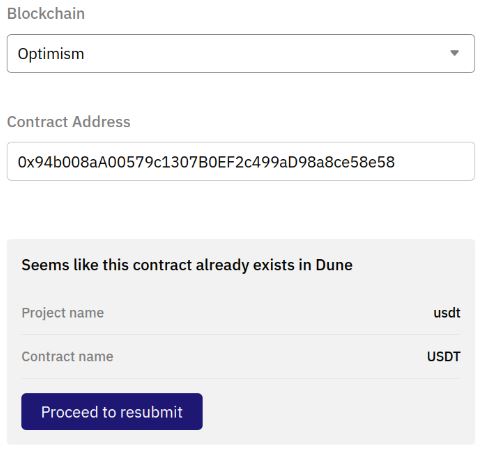 Blockchain
Optimism
Contract Address
0x94b008aA00579c1307B0EF2c499aD98a8ce58e58
Seems like this contract already exists in Dune
Project name usdt
Contract name USDT
Proceed to resubmit